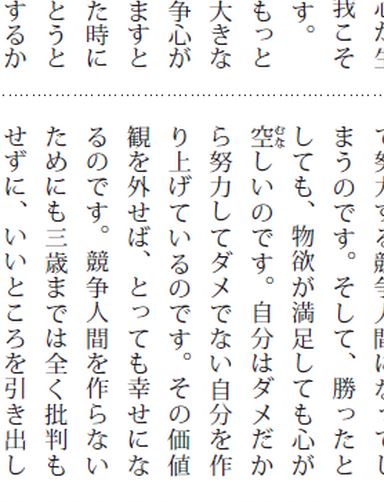 心が生
我こそ
す。
もっと
大きな
争心が
ますと
た時に
とうと
するか
て努力する競争人間になってし
まうのです。そして、勝ったと
しても、物欲が満足しても心が
むな
空しいのです。自分はダメだか
ら努力してダメでない自分を作
り上げているのです。その価値
観を外せば、とっても幸せにな
るのです。競争人間を作らない
ためにも三歳までは全く批判も
せずに、いいところを引き出し